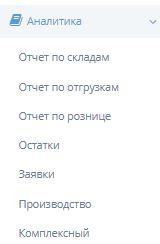 Аналитика
Отчет по складам
Отчет по отгрузкам
Отчет по рознице
Остатки
Заявки
Производство
Комплексный